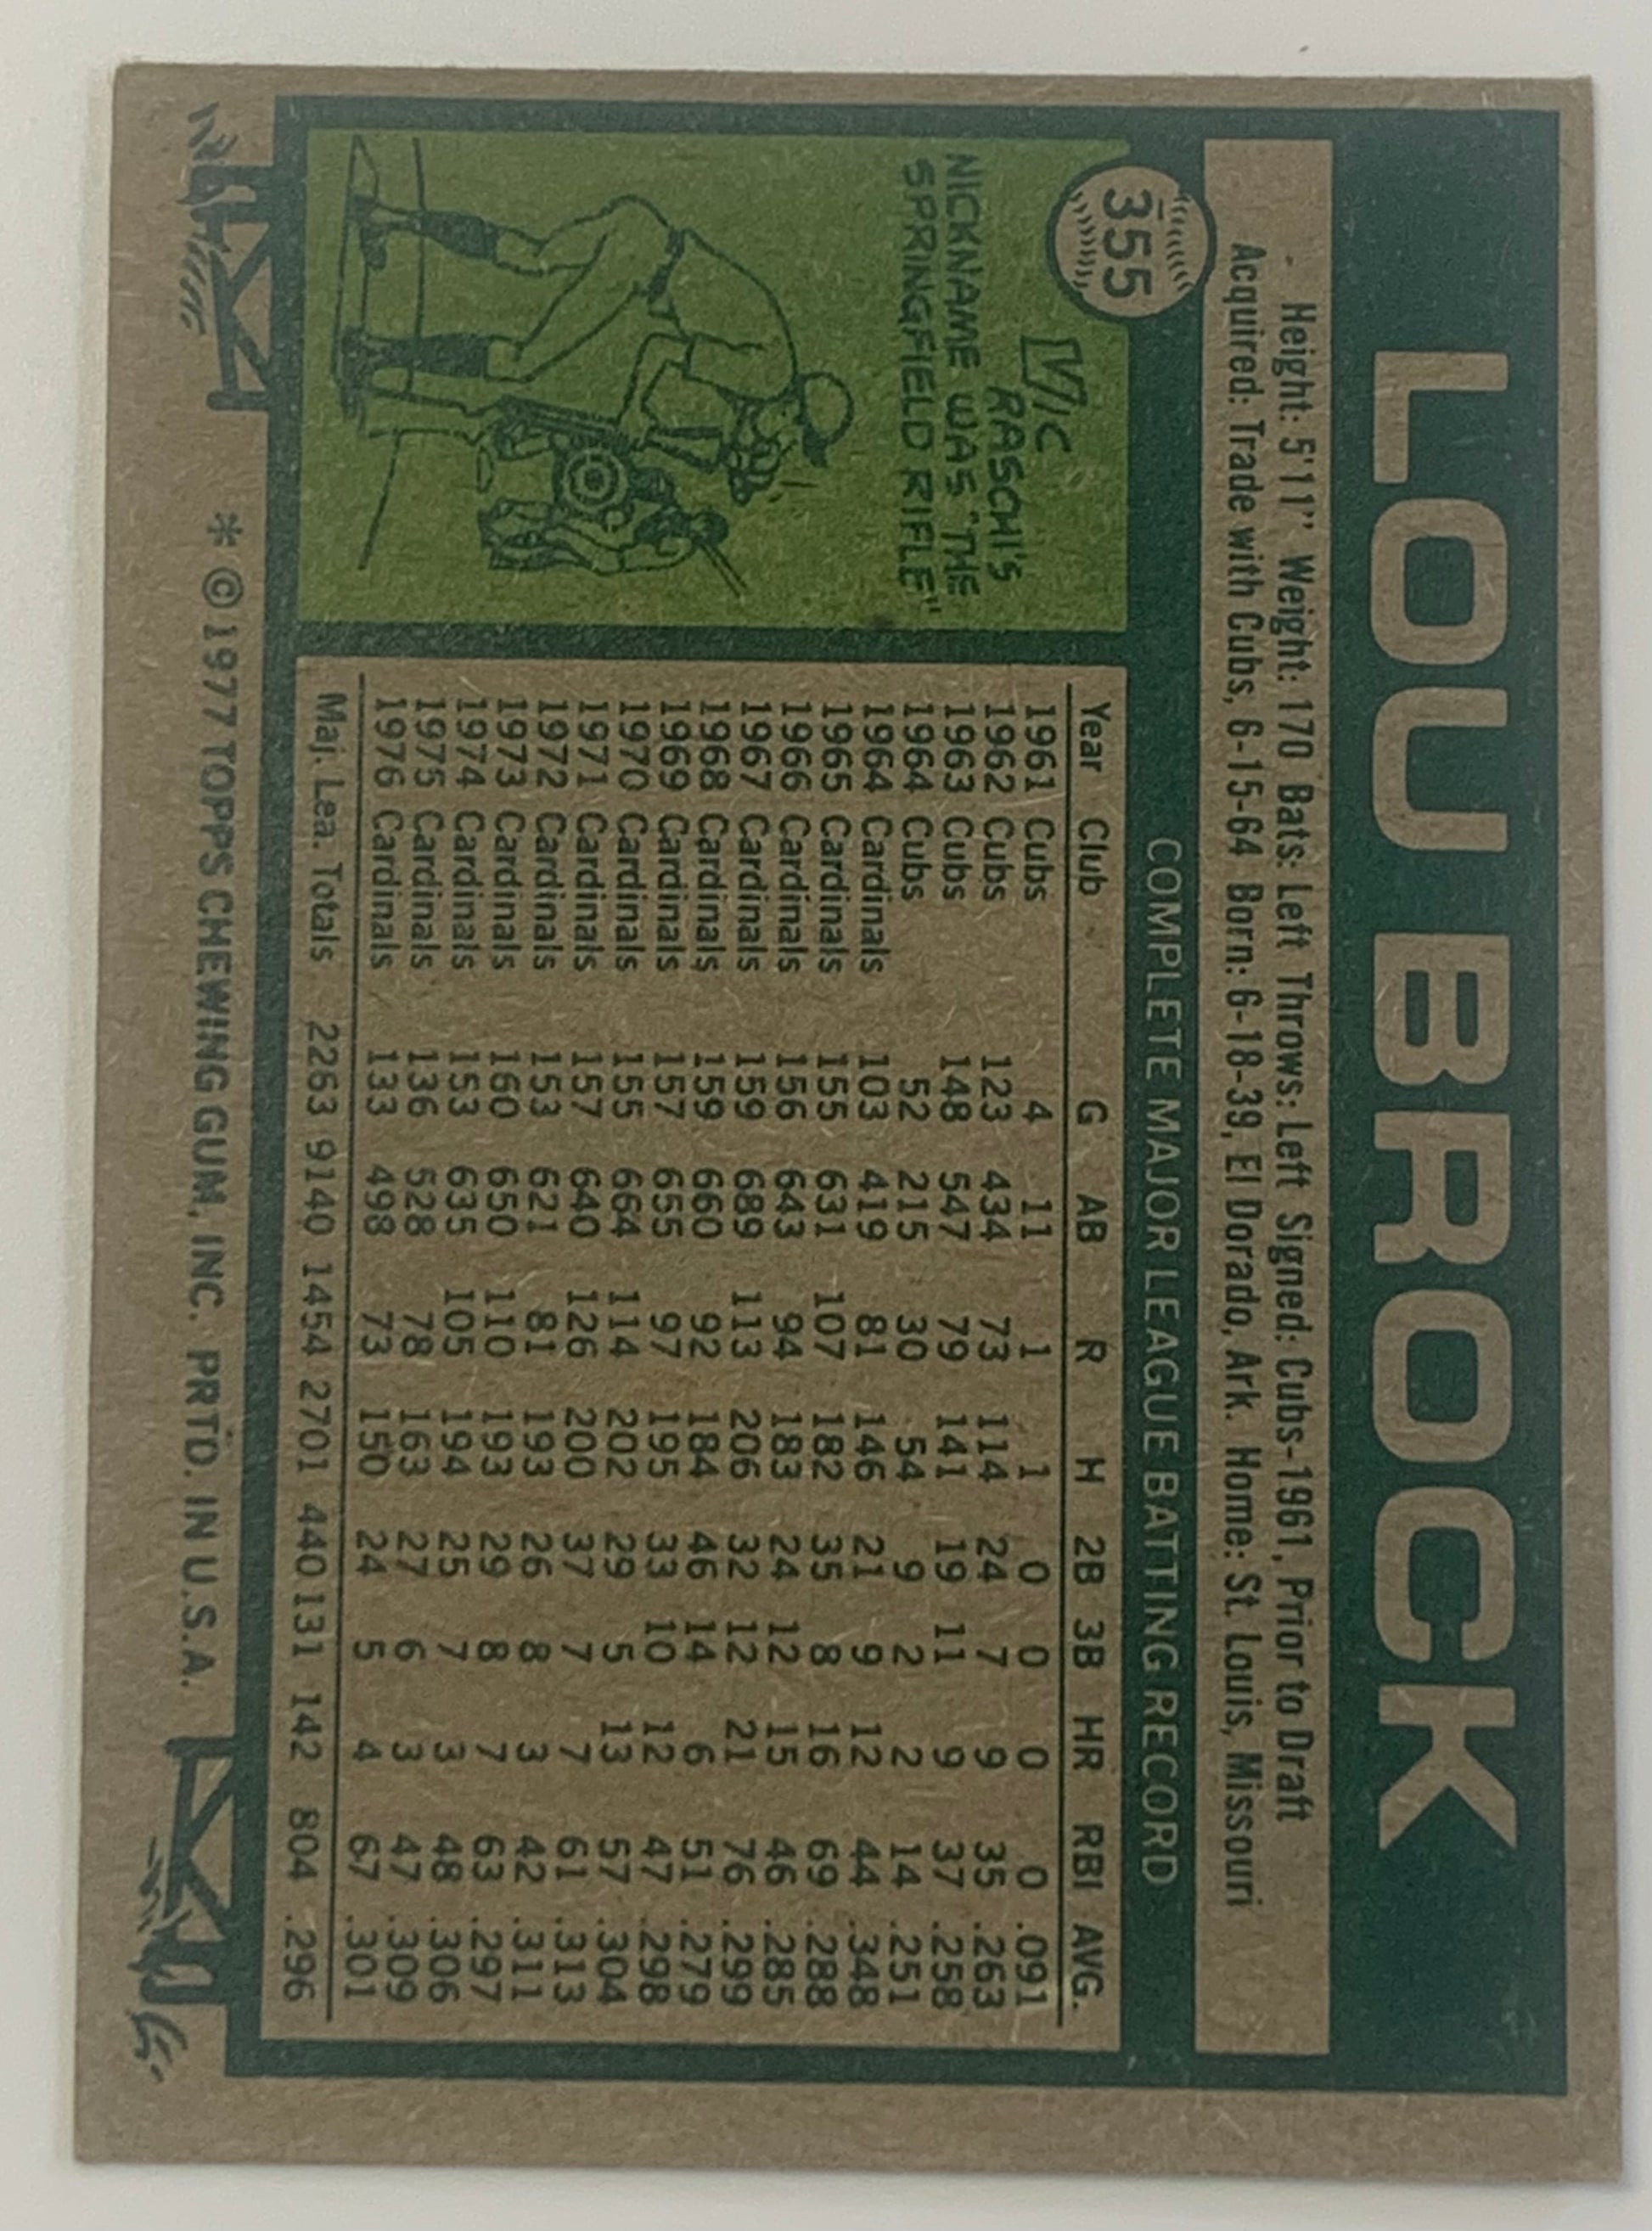 LOU BROCK
Height: 5'11" Weight: 170 Bats: Left Throws: Left Signed: Cubs-1961, Prior to Draft
Acquired: Trade with Cubs, 6-15-64 Born: 6-18-39, El Dorado, Ark. Home: St. Louis, Missouri
355
VIC
RASCHI'S
NICKNAME WAS "THE
SPRINGFIELD RIFLE"
COMPLETE MAJOR LEAGUE BATTING RECORD
Year Club G AB R H 2B 3B HR RBI AVG.
1961 Cubs 4 11 1 1 0 0 0 0 .091
1962 Cubs 123 434 73 114 24 7 9 35 .263
1963 Cubs 148 547 79 141 19 11 9 37 .258
1964 Cubs 52 215 30 54 9 2 2 14 .251
1964 Cardinals 103 419 81 146 21 9 12 44 .348
1965 Cardinals 155 631 107 182 35 8 16 69 .288
1966 Cardinals 156 643 94 183 24 12 15 46 .285
1967 Cardinals 159 689 113 206 32 12 21 76 .299
1968 Cardinals 159 660 92 184 46 14 6 51 .279
1969 Cardinals 157 655 97 195 33 10 12 47 .298
1970 Cardinals 155 664 114 202 29 5 13 57 .304
1971 Cardinals 157 640 126 200 37 7 7 61 .313
1972 Cardinals 153 621 81 193 26 8 3 42 .311
1973 Cardinals 160 650 110 193 29 8 7 63 .297
1974 Cardinals 153 635 105 194 25 7 3 48 .306
1975 Cardinals 136 528 78 163 27 6 3 47 .309
1976 Cardinals 133 498 73 150 24 5 4 67 .301
Maj. Lea. Totals 2263 9140 1454 2701 440 131 142 804 .296
* © 1977 TOPPS CHEWING GUM, INC. PRTD. IN U.S.A.